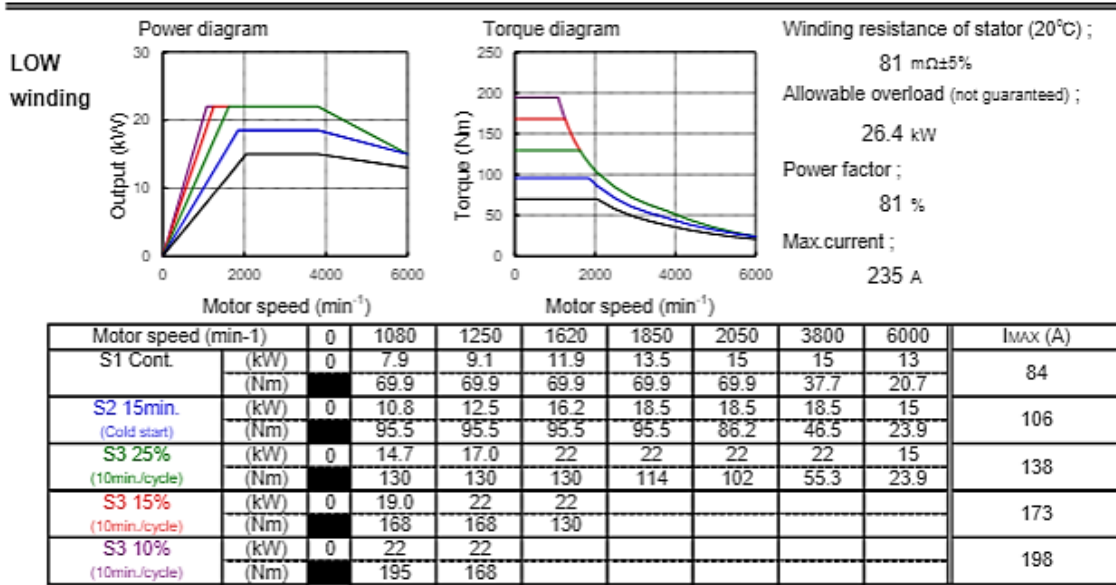 Power diagram
Torque diagram
Winding resistance of stator (20°C) ;
LOW
winding
81 mΩ±5%
Allowable overload (not guaranteed) ;
26.4 kW
Power factor ;
81 %
Max.current ;
235 A
Output (kW)
30
20
10
0
0 2000 4000 6000
Motor speed (min⁻¹)
Torque (Nm)
250
200
150
100
50
0
0 2000 4000 6000
Motor speed (min⁻¹)
Motor speed (min-1) 0 1080 1250 1620 1850 2050 3800 6000 IMAX (A)
S1 Cont. (kW) 0 7.9 9.1 11.9 13.5 15 15 13 84
(Nm) 69.9 69.9 69.9 69.9 69.9 37.7 20.7
S2 15min. (kW) 0 10.8 12.5 16.2 18.5 18.5 18.5 15 106
(Cold start) (Nm) 95.5 95.5 95.5 95.5 86.2 46.5 23.9
S3 25% (kW) 0 14.7 17.0 22 22 22 22 15 138
(10min./cycle) (Nm) 130 130 130 114 102 55.3 23.9
S3 15% (kW) 0 19.0 22 22 173
(10min./cycle) (Nm) 168 168 130
S3 10% (kW) 0 22 22 198
(10min./cycle) (Nm) 195 168